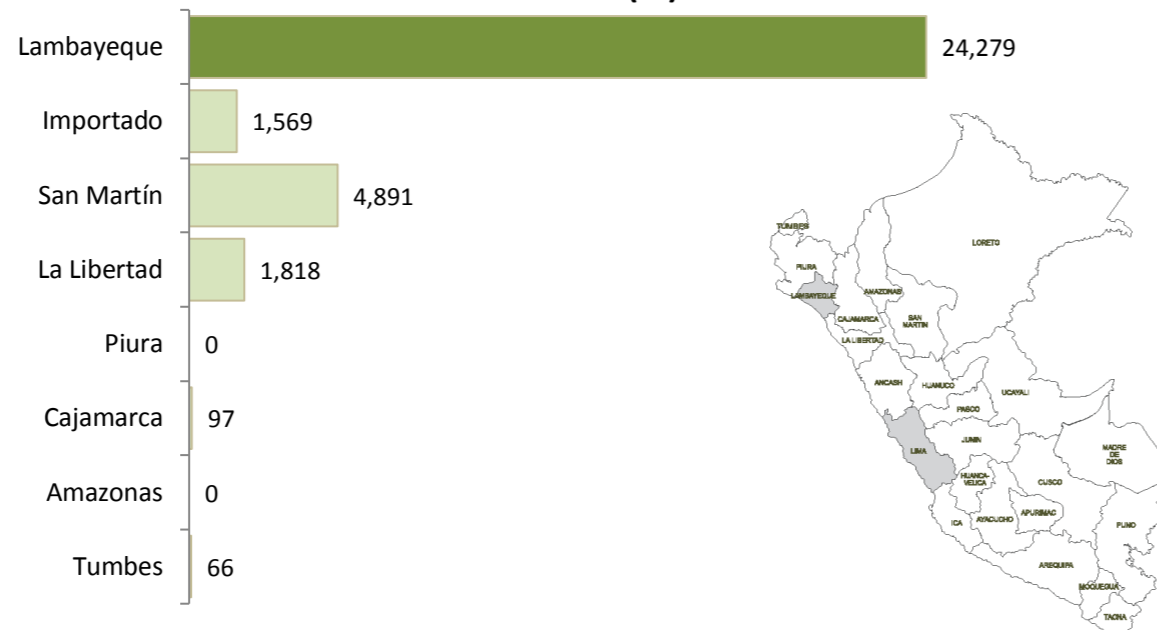 Lambayeque 24,279
Importado 1,569
San Martín 4,891
La Libertad 1,818
Piura 0
Cajamarca 97
Amazonas 0
Tumbes 66
TUMBES
LORETO
PIURA
LAMBAYEQUE
AMAZONAS
CAJAMARCA
SAN
MARTIN
LA LIBERTAD
ANCASH
HUANUCO
UCAYALI
PASCO
LIMA
JUNIN
MADRE
DE
DIOS
HUANCA-
VELICA
CUSCO
ICA
AYACUCHO
APURIMAC
PUNO
AREQUIPA
MOQUEGUA
TACNA